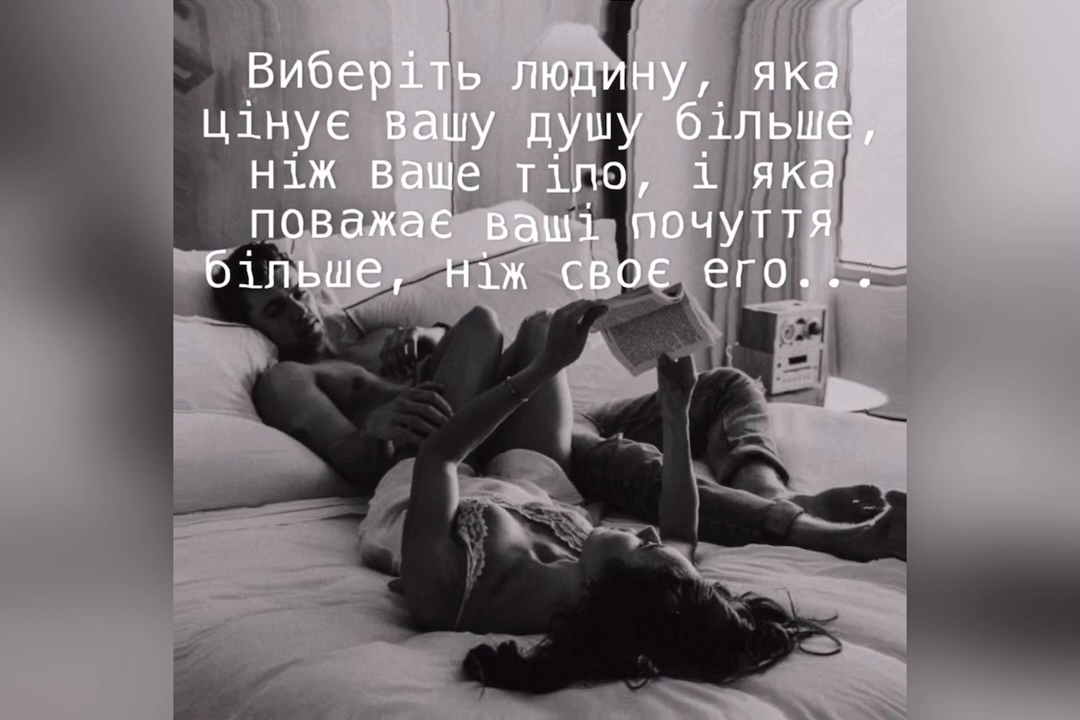 Виберіть людину, яка
цінує вашу душу більше,
ніж ваше тіло, і яка
поважає ваші почуття
більше, ніж своє его...